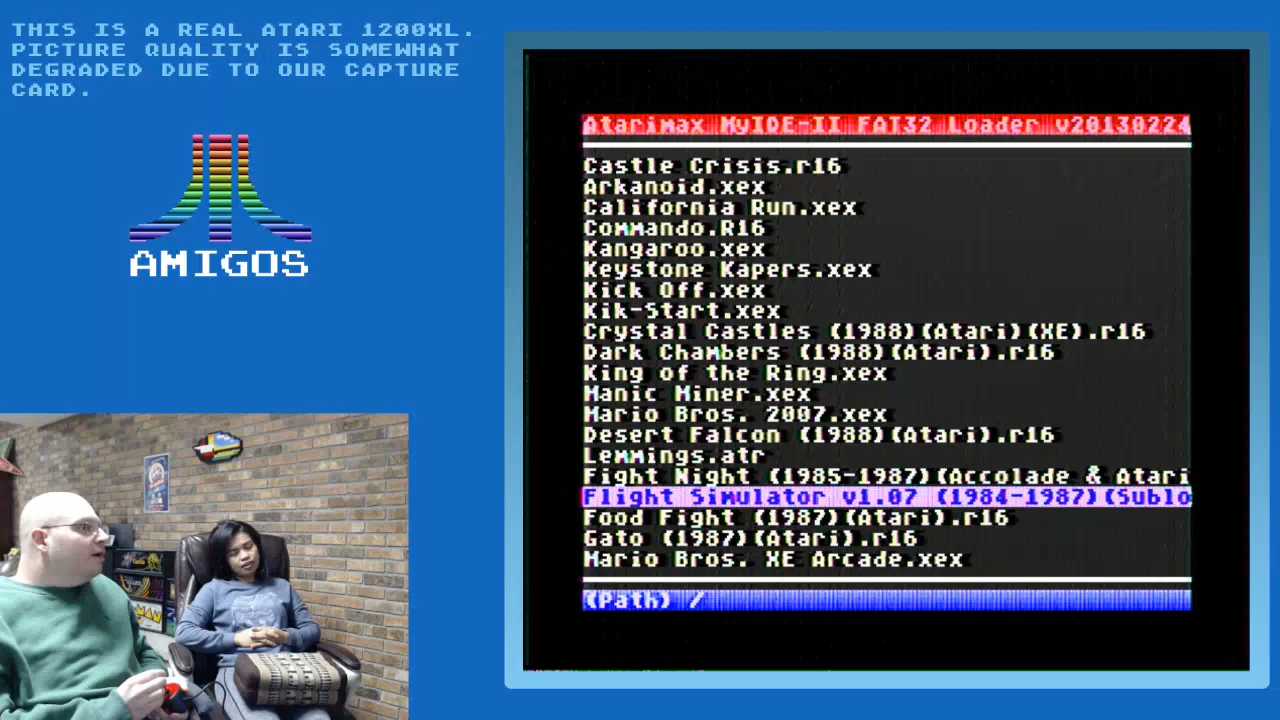 THIS IS A REAL ATARI 1200XL.
PICTURE QUALITY IS SOMEWHAT
DEGRADED DUE TO OUR CAPTURE
CARD.
AMIGOS
Atarimax MyIDE-II FAT32 Loader v20130224
Castle Crisis.r16
Arkanoid.xex
California Run.xex
Commando.R16
Kangaroo.xex
Keystone Kapers.xex
Kick Off.xex
Kik-Start.xex
Crystal Castles (1988)(Atari)(XE).r16
Dark Chambers (1988)(Atari).r16
King of the Ring.xex
Manic Miner.xex
Mario Bros. 2007.xex
Desert Falcon (1988)(Atari).r16
Lemmings.atr
Fight Night (1985-1987)(Accolade & Atari
Flight Simulator v1.07 (1984-1987)(Sublo
Food Fight (1987)(Atari).r16
Gato (1987)(Atari).r16
Mario Bros. XE Arcade.xex
(Path) /